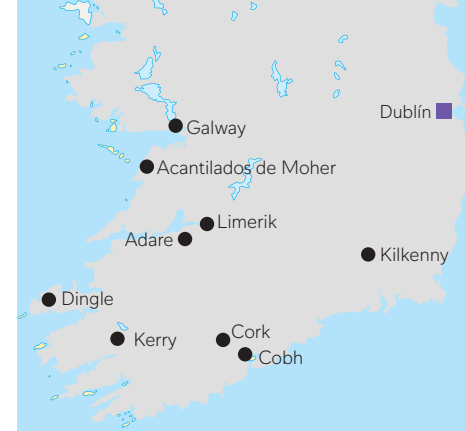 Dublín
Galway
Acantilados de Moher
Limerik
Adare
Kilkenny
Dingle
Kerry
Cork
Cobh